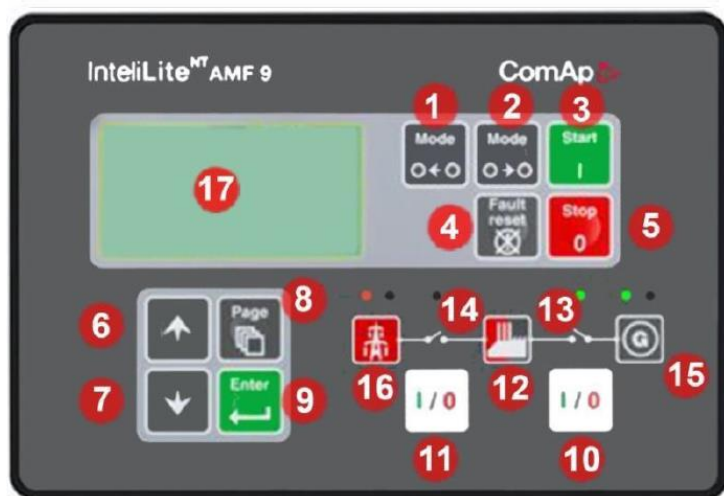 InteliLite NT AMF 9
ComAp
1
2
3
Mode
Mode
Start
I
17
4
Fault
reset
Stop
0
5
6
8
Page
14
13
7
Enter
9
16
12
G
15
I / 0
I / 0
11
10